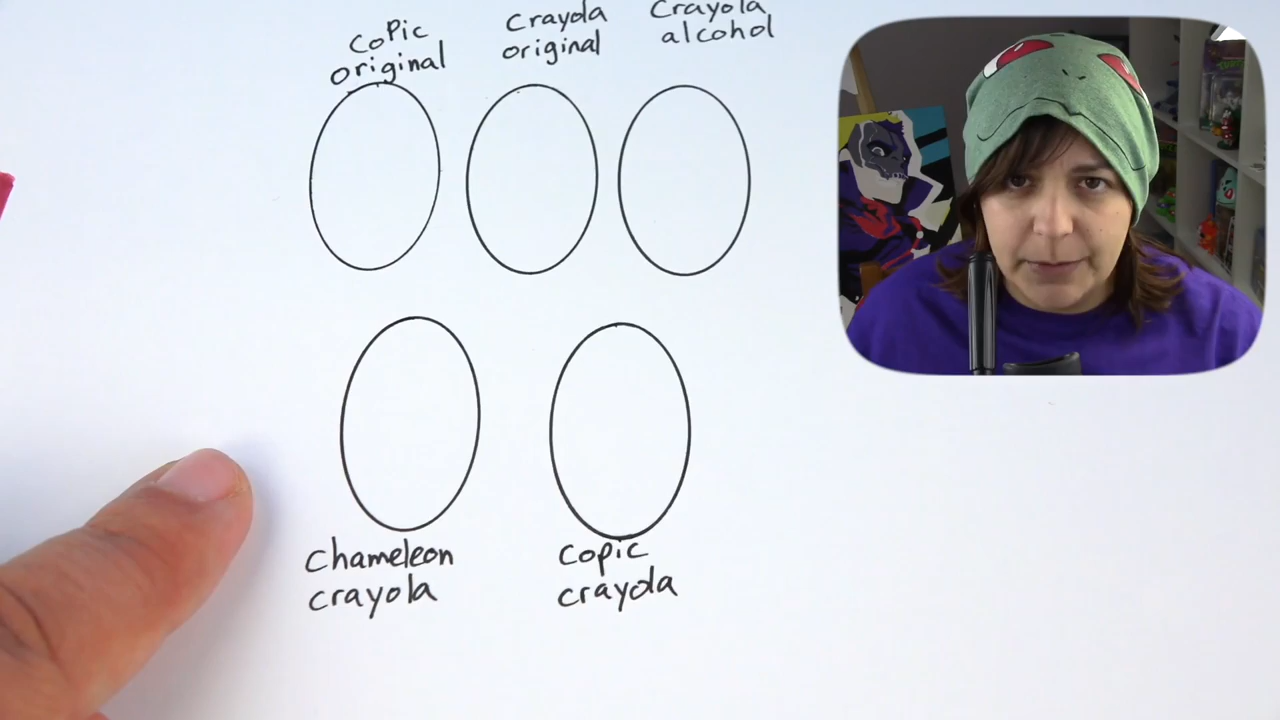 Copic
original
Crayola
original
Crayola
alcohol
Chameleon
crayola
Copic
crayola